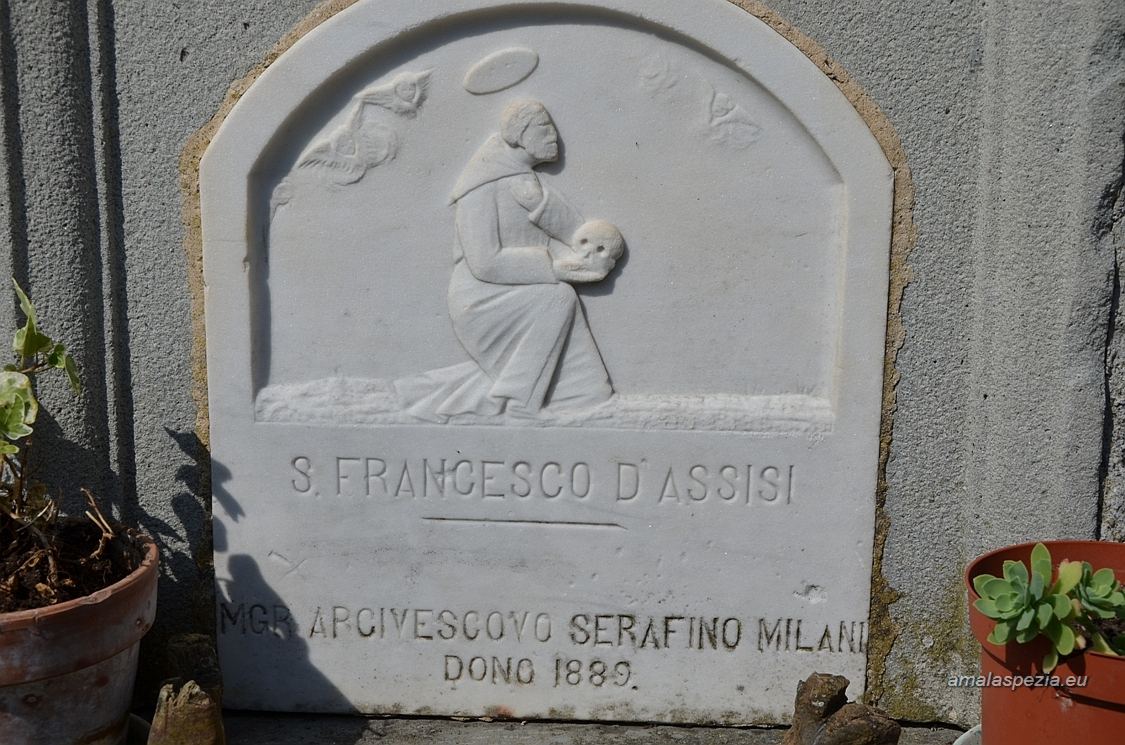 S. FRANCESCO D'ASSISI
MGR ARCIVESCOVO SERAFINO MILANI
DONO 1889.
amalaspezia.eu